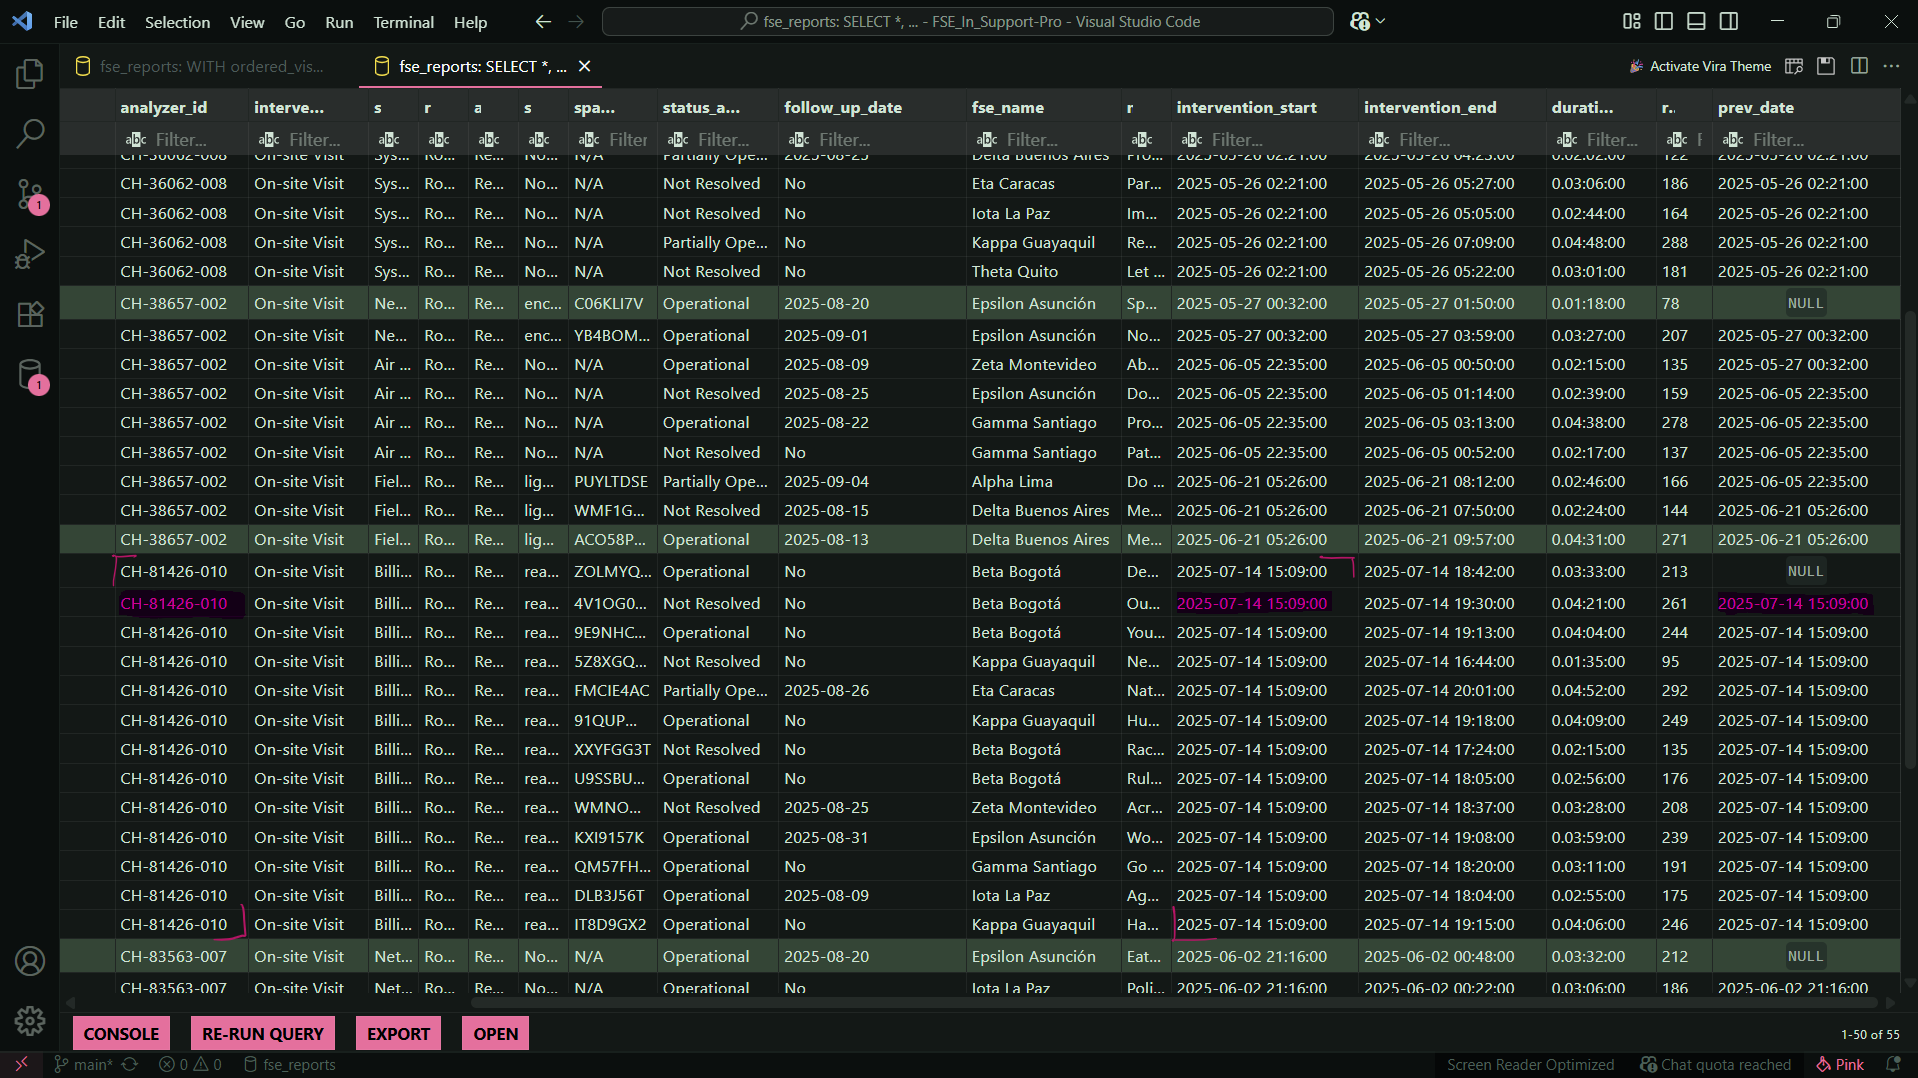 File Edit Selection View Go Run Terminal Help fse_reports: SELECT *, ... - FSE_In_Support-Pro - Visual Studio Code
fse_reports: WITH ordered_vis... fse_reports: SELECT *, ... Activate Vira Theme
analyzer_id interve... s r a s spa... status_a... follow_up_date fse_name r intervention_start intervention_end durati... r. prev_date
abc Filter... abc Filter... abc abc abc abc abc Filter abc Filter... abc Filter... abc Filter... abc abc Filter... abc Filter... abc Filter... abc F abc Filter...
CH-36062-008 On-site Visit Sys... Ro... Re... No... N/A Partially Ope... 2025-08-25 Delta Buenos Aires Pro... 2025-05-26 02:21:00 2025-05-26 04:23:00 0.02:02:00 122 2025-05-26 02:21:00
CH-36062-008 On-site Visit Sys... Ro... Re... No... N/A Not Resolved No Eta Caracas Par... 2025-05-26 02:21:00 2025-05-26 05:27:00 0.03:06:00 186 2025-05-26 02:21:00
CH-36062-008 On-site Visit Sys... Ro... Re... No... N/A Not Resolved No Iota La Paz Im... 2025-05-26 02:21:00 2025-05-26 05:05:00 0.02:44:00 164 2025-05-26 02:21:00
CH-36062-008 On-site Visit Sys... Ro... Re... No... N/A Partially Ope... No Kappa Guayaquil Re... 2025-05-26 02:21:00 2025-05-26 07:09:00 0.04:48:00 288 2025-05-26 02:21:00
CH-36062-008 On-site Visit Sys... Ro... Re... No... N/A Not Resolved No Theta Quito Let ... 2025-05-26 02:21:00 2025-05-26 05:22:00 0.03:01:00 181 2025-05-26 02:21:00
CH-38657-002 On-site Visit Ne... Ro... Re... enc... C06KLI7V Operational 2025-08-20 Epsilon Asunción Sp... 2025-05-27 00:32:00 2025-05-27 01:50:00 0.01:18:00 78 NULL
CH-38657-002 On-site Visit Ne... Ro... Re... enc... YB4BOM... Operational 2025-09-01 Epsilon Asunción No... 2025-05-27 00:32:00 2025-05-27 03:59:00 0.03:27:00 207 2025-05-27 00:32:00
CH-38657-002 On-site Visit Air ... Ro... Re... No... N/A Operational 2025-08-09 Zeta Montevideo Ab... 2025-06-05 22:35:00 2025-06-05 00:50:00 0.02:15:00 135 2025-05-27 00:32:00
CH-38657-002 On-site Visit Air ... Ro... Re... No... N/A Not Resolved 2025-08-25 Epsilon Asunción Do... 2025-06-05 22:35:00 2025-06-05 01:14:00 0.02:39:00 159 2025-06-05 22:35:00
CH-38657-002 On-site Visit Air ... Ro... Re... No... N/A Operational 2025-08-22 Gamma Santiago Pro... 2025-06-05 22:35:00 2025-06-05 03:13:00 0.04:38:00 278 2025-06-05 22:35:00
CH-38657-002 On-site Visit Air ... Ro... Re... No... N/A Not Resolved No Gamma Santiago Pat... 2025-06-05 22:35:00 2025-06-05 00:52:00 0.02:17:00 137 2025-06-05 22:35:00
CH-38657-002 On-site Visit Fiel... Ro... Re... lig... PUYLTDSE Partially Ope... 2025-09-04 Alpha Lima Do ... 2025-06-21 05:26:00 2025-06-21 08:12:00 0.02:46:00 166 2025-06-05 22:35:00
CH-38657-002 On-site Visit Fiel... Ro... Re... lig... WMF1G... Not Resolved 2025-08-15 Delta Buenos Aires Me... 2025-06-21 05:26:00 2025-06-21 07:50:00 0.02:24:00 144 2025-06-21 05:26:00
CH-38657-002 On-site Visit Fiel... Ro... Re... lig... ACO58P... Operational 2025-08-13 Delta Buenos Aires Me... 2025-06-21 05:26:00 2025-06-21 09:57:00 0.04:31:00 271 2025-06-21 05:26:00
CH-81426-010 On-site Visit Billi... Ro... Re... rea... ZOLMYQ... Operational No Beta Bogotá De... 2025-07-14 15:09:00 2025-07-14 18:42:00 0.03:33:00 213 NULL
CH-81426-010 On-site Visit Billi... Ro... Re... rea... 4V1OG0... Not Resolved No Beta Bogotá Ou... 2025-07-14 15:09:00 2025-07-14 19:30:00 0.04:21:00 261 2025-07-14 15:09:00
CH-81426-010 On-site Visit Billi... Ro... Re... rea... 9E9NHC... Operational No Beta Bogotá You... 2025-07-14 15:09:00 2025-07-14 19:13:00 0.04:04:00 244 2025-07-14 15:09:00
CH-81426-010 On-site Visit Billi... Ro... Re... rea... 5Z8XGQ... Not Resolved No Kappa Guayaquil Ne... 2025-07-14 15:09:00 2025-07-14 16:44:00 0.01:35:00 95 2025-07-14 15:09:00
CH-81426-010 On-site Visit Billi... Ro... Re... rea... FMCIE4AC Partially Ope... 2025-08-26 Eta Caracas Nat... 2025-07-14 15:09:00 2025-07-14 20:01:00 0.04:52:00 292 2025-07-14 15:09:00
CH-81426-010 On-site Visit Billi... Ro... Re... rea... 91QUP... Operational No Kappa Guayaquil Hu... 2025-07-14 15:09:00 2025-07-14 19:18:00 0.04:09:00 249 2025-07-14 15:09:00
CH-81426-010 On-site Visit Billi... Ro... Re... rea... XXYFGG3T Not Resolved No Beta Bogotá Rac... 2025-07-14 15:09:00 2025-07-14 17:24:00 0.02:15:00 135 2025-07-14 15:09:00
CH-81426-010 On-site Visit Billi... Ro... Re... rea... U9SSBU... Operational No Beta Bogotá Rul... 2025-07-14 15:09:00 2025-07-14 18:05:00 0.02:56:00 176 2025-07-14 15:09:00
CH-81426-010 On-site Visit Billi... Ro... Re... rea... WMNO... Not Resolved 2025-08-25 Zeta Montevideo Acr... 2025-07-14 15:09:00 2025-07-14 18:37:00 0.03:28:00 208 2025-07-14 15:09:00
CH-81426-010 On-site Visit Billi... Ro... Re... rea... KXI9157K Operational 2025-08-31 Epsilon Asunción Wo... 2025-07-14 15:09:00 2025-07-14 19:08:00 0.03:59:00 239 2025-07-14 15:09:00
CH-81426-010 On-site Visit Billi... Ro... Re... rea... QM57FH... Operational No Gamma Santiago Go ... 2025-07-14 15:09:00 2025-07-14 18:20:00 0.03:11:00 191 2025-07-14 15:09:00
CH-81426-010 On-site Visit Billi... Ro... Re... rea... DLB3J56T Operational 2025-08-09 Iota La Paz Ag... 2025-07-14 15:09:00 2025-07-14 18:04:00 0.02:55:00 175 2025-07-14 15:09:00
CH-81426-010 On-site Visit Billi... Ro... Re... rea... IT8D9GX2 Operational No Kappa Guayaquil Ha... 2025-07-14 15:09:00 2025-07-14 19:15:00 0.04:06:00 246 2025-07-14 15:09:00
CH-83563-007 On-site Visit Net... Ro... Re... No... N/A Operational 2025-08-20 Epsilon Asunción Eat... 2025-06-02 21:16:00 2025-06-02 00:48:00 0.03:32:00 212 NULL
CH-83563-007 On-site Visit Net... Ro... Re... No... N/A Operational No Iota La Paz Poli... 2025-06-02 21:16:00 2025-06-02 00:22:00 0.03:06:00 186 2025-06-02 21:16:00
CONSOLE RE-RUN QUERY EXPORT OPEN 1-50 of 55
main* 0 0 fse_reports Screen Reader Optimized Chat quota reached Pink
1
1